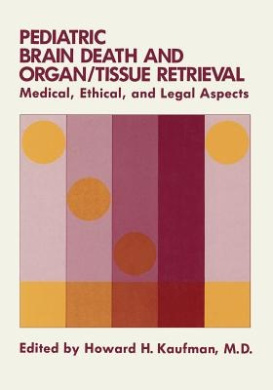 PEDIATRIC
BRAIN DEATH AND
ORGAN/TISSUE RETRIEVAL
Medical, Ethical, and Legal Aspects
Edited by Howard H. Kaufman, M.D.